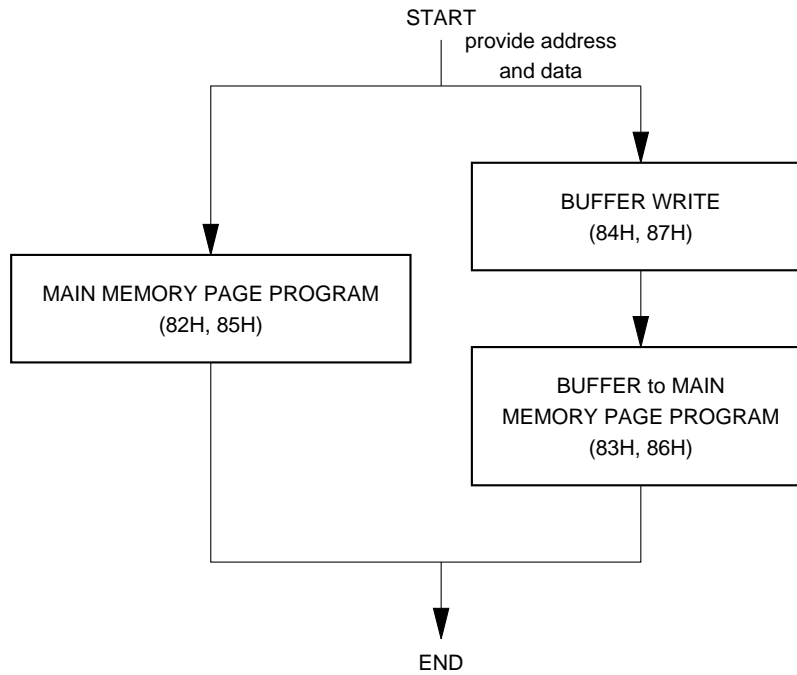 START
provide address
and data
BUFFER WRITE
(84H, 87H)
MAIN MEMORY PAGE PROGRAM
(82H, 85H)
BUFFER to MAIN
MEMORY PAGE PROGRAM
(83H, 86H)
END